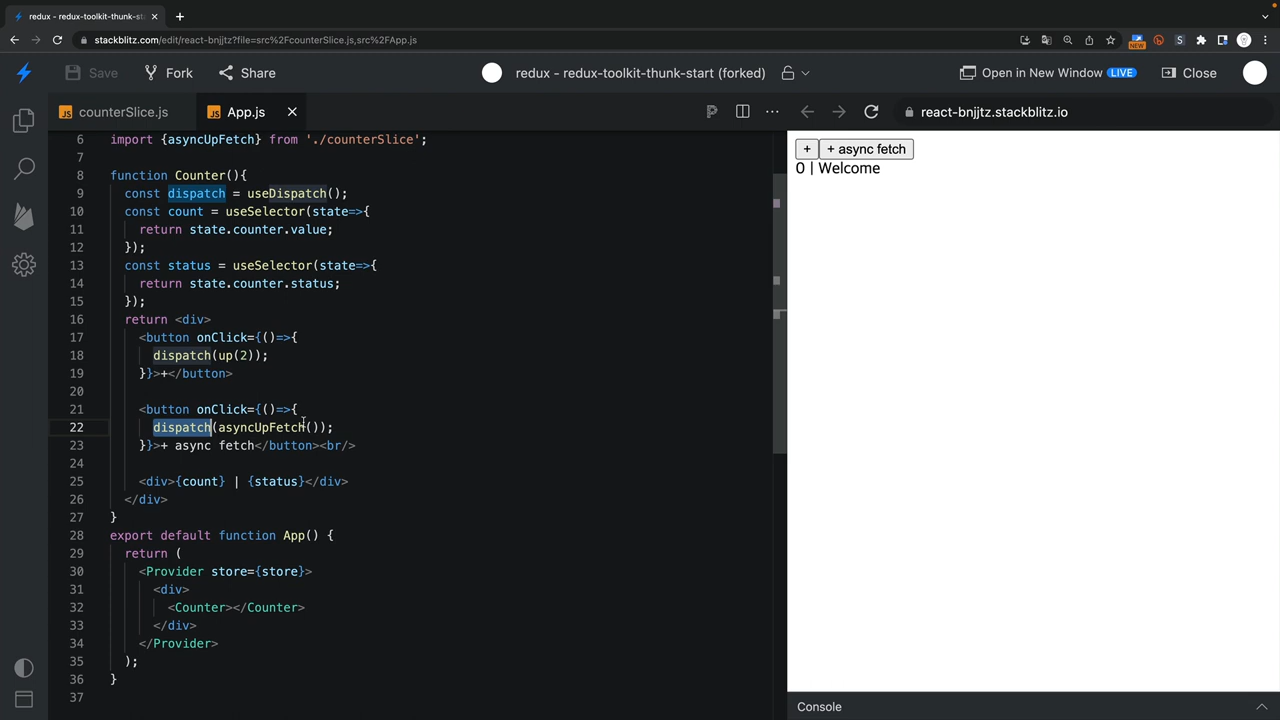 redux - redux-toolkit-thunk-sta
stackblitz.com/edit/react-bnjjtz?file=src%2FcounterSlice.js,src%2FApp.js
NEW
Save
Fork
Share
redux - redux-toolkit-thunk-start (forked)
Open in New Window LIVE
Close
JS counterSlice.js
JS App.js
react-bnjjtz.stackblitz.io
6 import {asyncUpFetch} from './counterSlice';
7
8 function Counter(){
9 const dispatch = useDispatch();
10 const count = useSelector(state=>{
11 return state.counter.value;
12 });
13 const status = useSelector(state=>{
14 return state.counter.status;
15 });
16 return <div>
17 <button onClick={()=>{
18 dispatch(up(2));
19 }}>+</button>
20
21 <button onClick={()=>{
22 dispatch(asyncUpFetch());
23 }}>+ async fetch</button><br/>
24
25 <div>{count} | {status}</div>
26 </div>
27 }
28 export default function App() {
29 return (
30 <Provider store={store}>
31 <div>
32 <Counter></Counter>
33 </div>
34 </Provider>
35 );
36 }
37
+
+ async fetch
0 | Welcome
Console